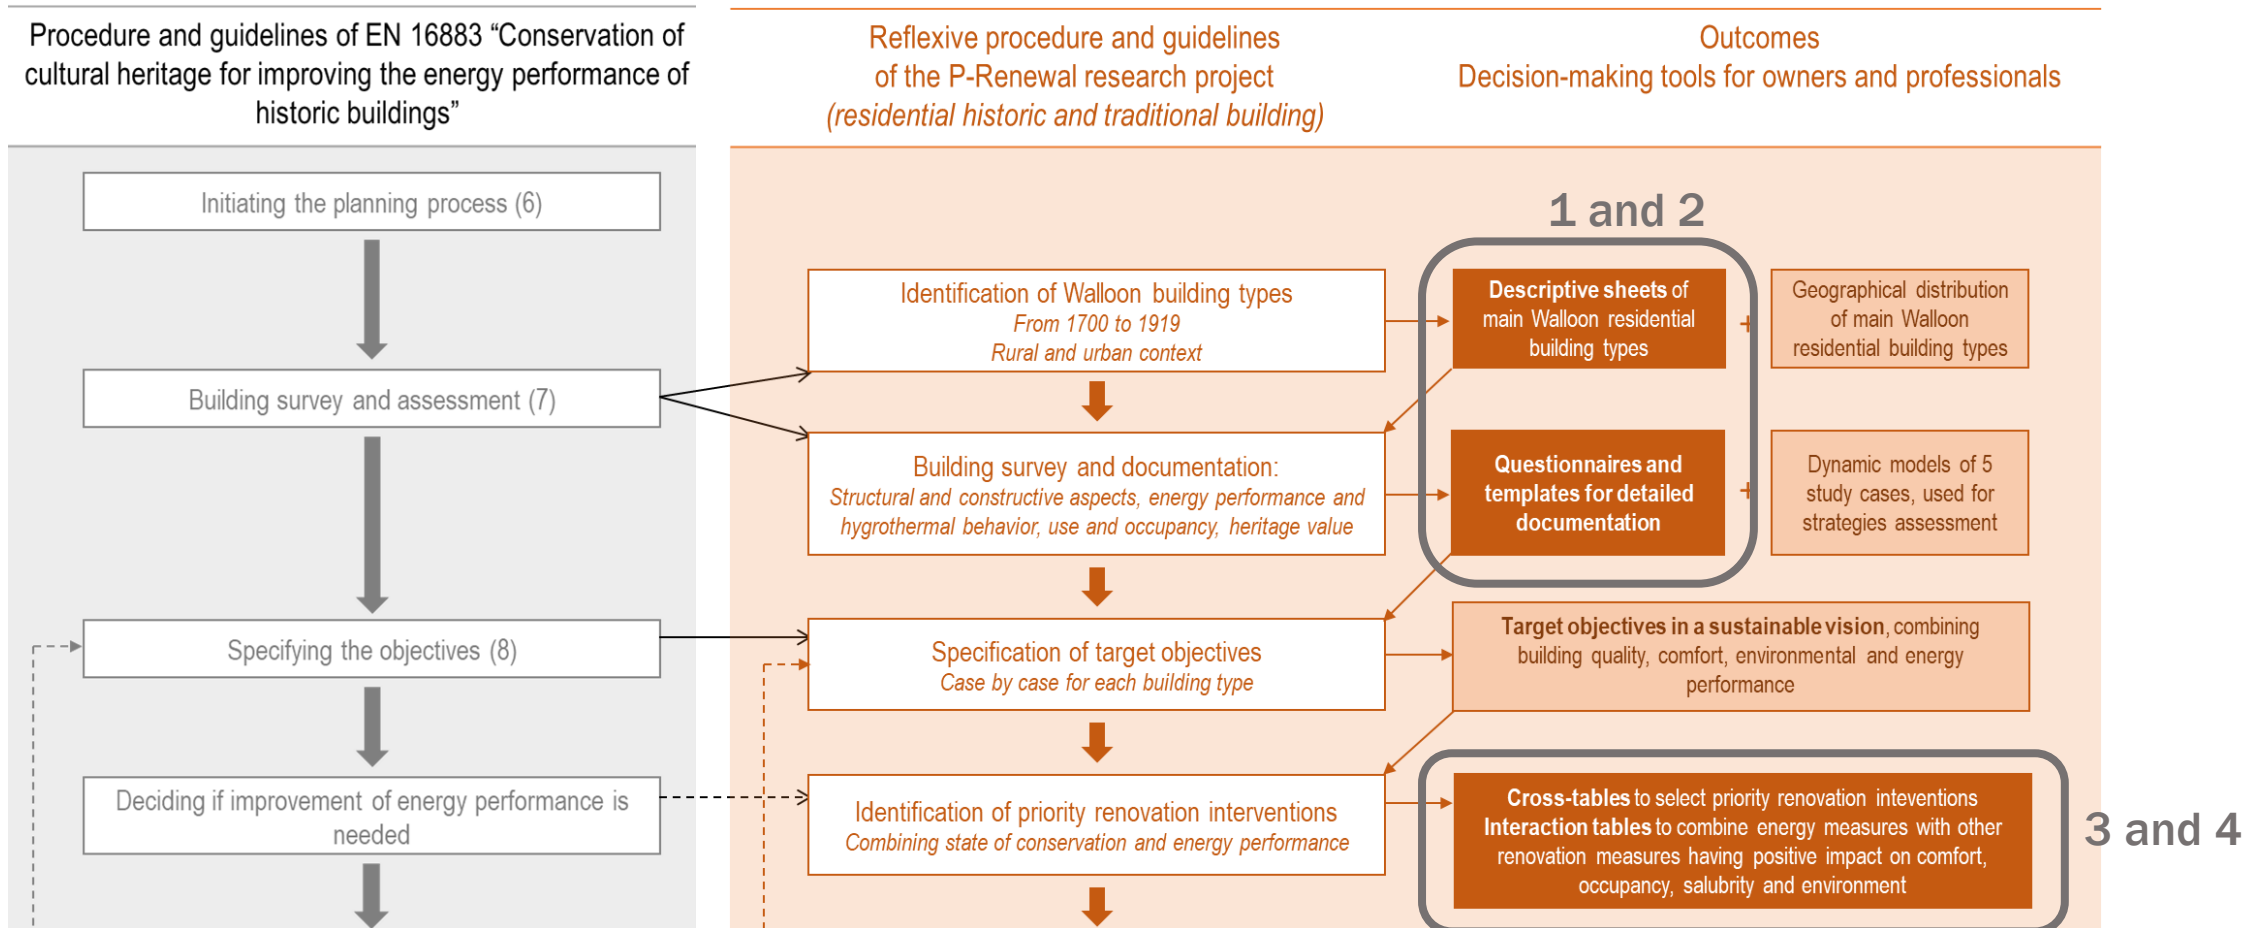 Procedure and guidelines of EN 16883 “Conservation of
cultural heritage for improving the energy performance of
historic buildings”
Reflexive procedure and guidelines
of the P-Renewal research project
(residential historic and traditional building)
Outcomes
Decision-making tools for owners and professionals
Initiating the planning process (6)
Building survey and assessment (7)
Specifying the objectives (8)
Deciding if improvement of energy performance is
needed
Identification of Walloon building types
From 1700 to 1919
Rural and urban context
Building survey and documentation:
Structural and constructive aspects, energy performance and
hygrothermal behavior, use and occupancy, heritage value
Specification of target objectives
Case by case for each building type
Identification of priority renovation interventions
Combining state of conservation and energy performance
1 and 2
Descriptive sheets of
main Walloon residential
building types
+
Geographical distribution
of main Walloon
residential building types
Questionnaires and
templates for detailed
documentation
+
Dynamic models of 5
study cases, used for
strategies assessment
Target objectives in a sustainable vision, combining
building quality, comfort, environmental and energy
performance
Cross-tables to select priority renovation inteventions
Interaction tables to combine energy measures with other
renovation measures having positive impact on comfort,
occupancy, salubrity and environment
3 and 4